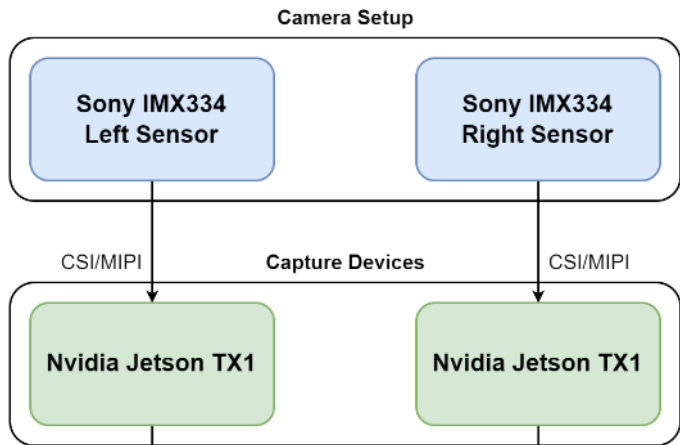 Camera Setup
Sony IMX334
Left Sensor
Sony IMX334
Right Sensor
CSI/MIPI
Capture Devices
CSI/MIPI
Nvidia Jetson TX1
Nvidia Jetson TX1